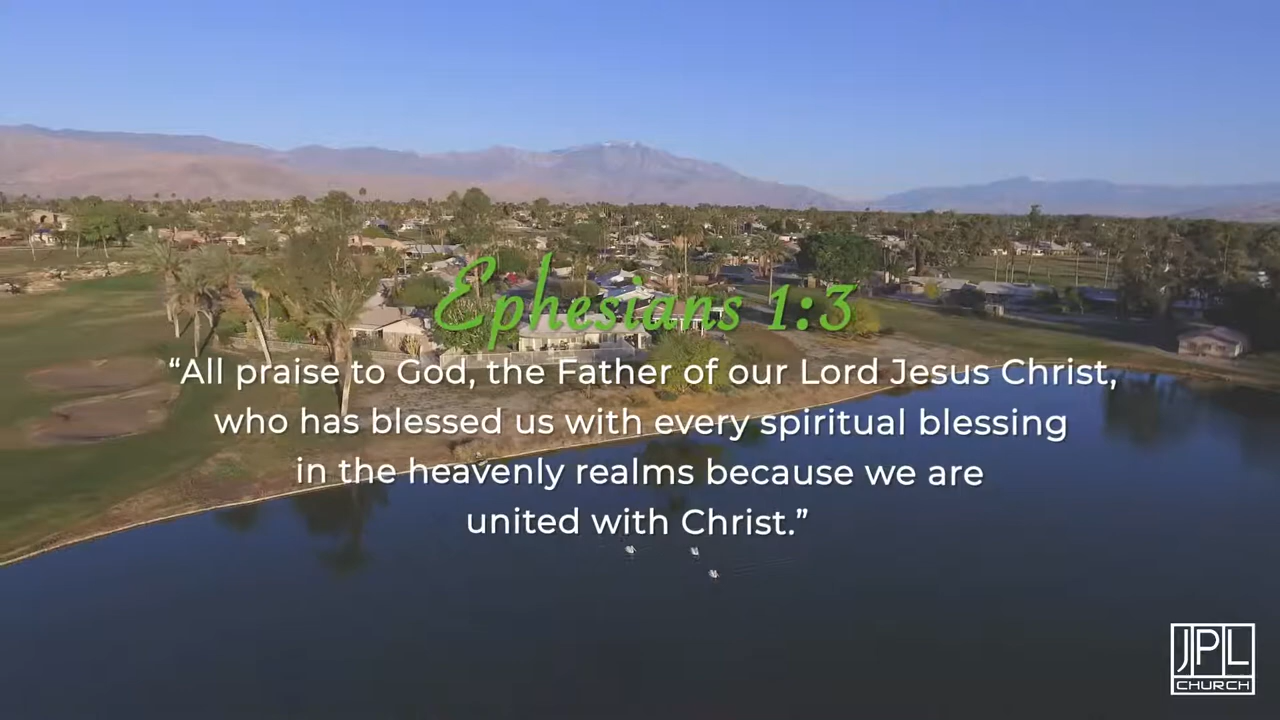 Ephesians 1:3
“All praise to God, the Father of our Lord Jesus Christ,
who has blessed us with every spiritual blessing
in the heavenly realms because we are
united with Christ.”
JPL
CHURCH